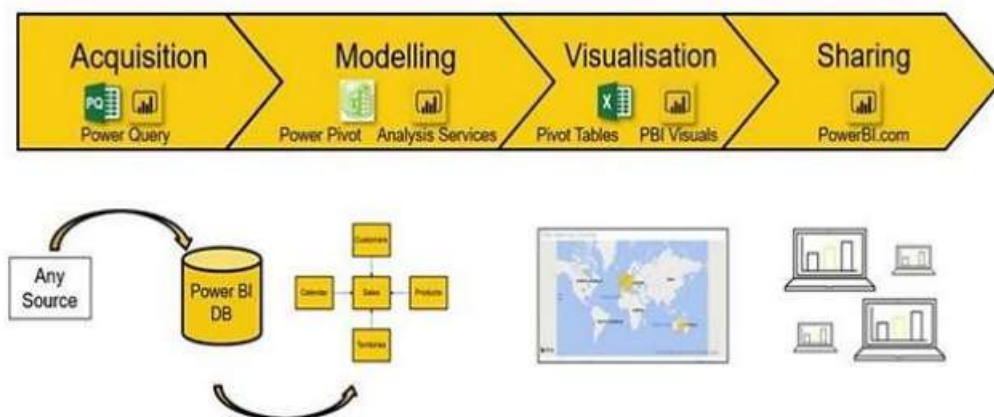 Acquisition
Modelling
Visualisation
Sharing
PQ
X
Power Query
Power Pivot
Analysis Services
Pivot Tables
PBI Visuals
PowerBI.com
Any
Source
Power BI
DB
Customers
Calendar
Sales
Products
Territories